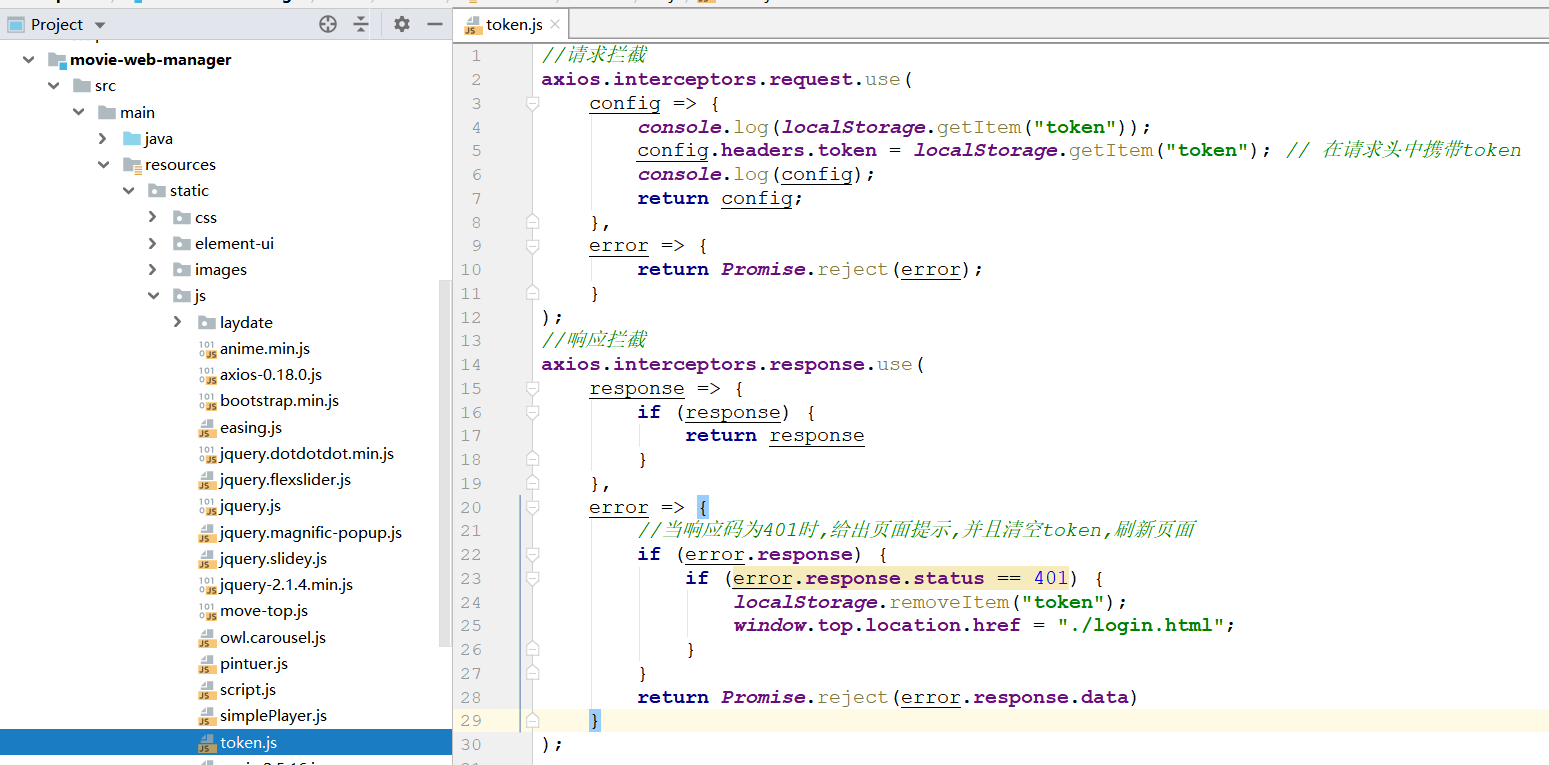 Project
movie-web-manager
src
main
java
resources
static
css
element-ui
images
js
laydate
anime.min.js
axios-0.18.0.js
bootstrap.min.js
easing.js
jquery.dotdotdot.min.js
jquery.flexslider.js
jquery.js
jquery.magnific-popup.js
jquery.slidey.js
jquery-2.1.4.min.js
move-top.js
owl.carousel.js
pintuer.js
script.js
simplePlayer.js
token.js
token.js
1 //请求拦截
2 axios.interceptors.request.use(
3 config => {
4 console.log(localStorage.getItem("token"));
5 config.headers.token = localStorage.getItem("token"); // 在请求头中携带token
6 console.log(config);
7 return config;
8 },
9 error => {
10 return Promise.reject(error);
11 }
12 );
13 //响应拦截
14 axios.interceptors.response.use(
15 response => {
16 if (response) {
17 return response
18 }
19 },
20 error => {
21 //当响应码为401时,给出页面提示,并且清空token,刷新页面
22 if (error.response) {
23 if (error.response.status == 401) {
24 localStorage.removeItem("token");
25 window.top.location.href = "./login.html";
26 }
27 }
28 return Promise.reject(error.response.data)
29 }
30 );